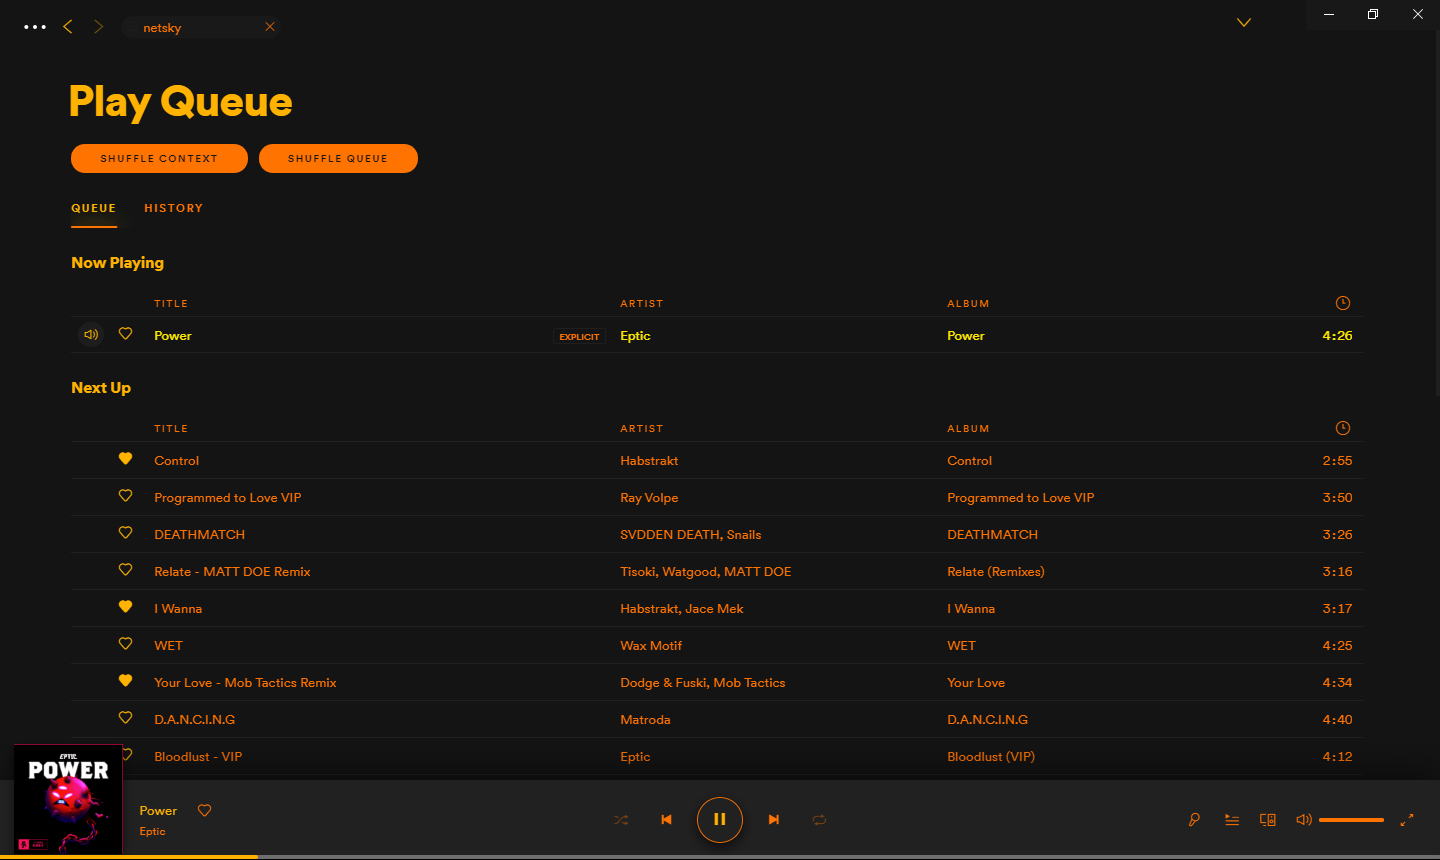 netsky
Play Queue
SHUFFLE CONTEXT SHUFFLE QUEUE
QUEUE HISTORY
Now Playing
TITLE ARTIST ALBUM
Power EXPLICIT Eptic Power 4:26
Next Up
TITLE ARTIST ALBUM
Control Habstrakt Control 2:55
Programmed to Love VIP Ray Volpe Programmed to Love VIP 3:50
DEATHMATCH SVDDEN DEATH, Snails DEATHMATCH 3:26
Relate - MATT DOE Remix Tisoki, Watgood, MATT DOE Relate (Remixes) 3:16
I Wanna Habstrakt, Jace Mek I Wanna 3:17
WET Wax Motif WET 4:25
Your Love - Mob Tactics Remix Dodge & Fuski, Mob Tactics Your Love 4:34
D.A.N.C.I.N.G Matroda D.A.N.C.I.N.G 4:40
Bloodlust - VIP Eptic Bloodlust (VIP) 4:12
EPTIC
POWER
Power
Eptic